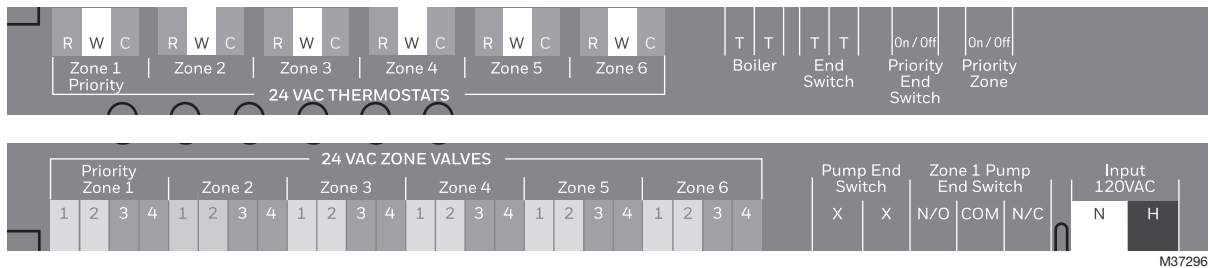 R W C R W C R W C R W C R W C R W C T T T T On / Off On / Off
Zone 1 Zone 2 Zone 3 Zone 4 Zone 5 Zone 6 Boiler End Priority Priority
Priority Switch End Zone
24 VAC THERMOSTATS Switch
24 VAC ZONE VALVES
Priority Pump End Zone 1 Pump Input
Zone 1 Zone 2 Zone 3 Zone 4 Zone 5 Zone 6 Switch End Switch 120VAC
1 2 3 4 1 2 3 4 1 2 3 4 1 2 3 4 1 2 3 4 1 2 3 4 X X N/O COM N/C N H
M37296